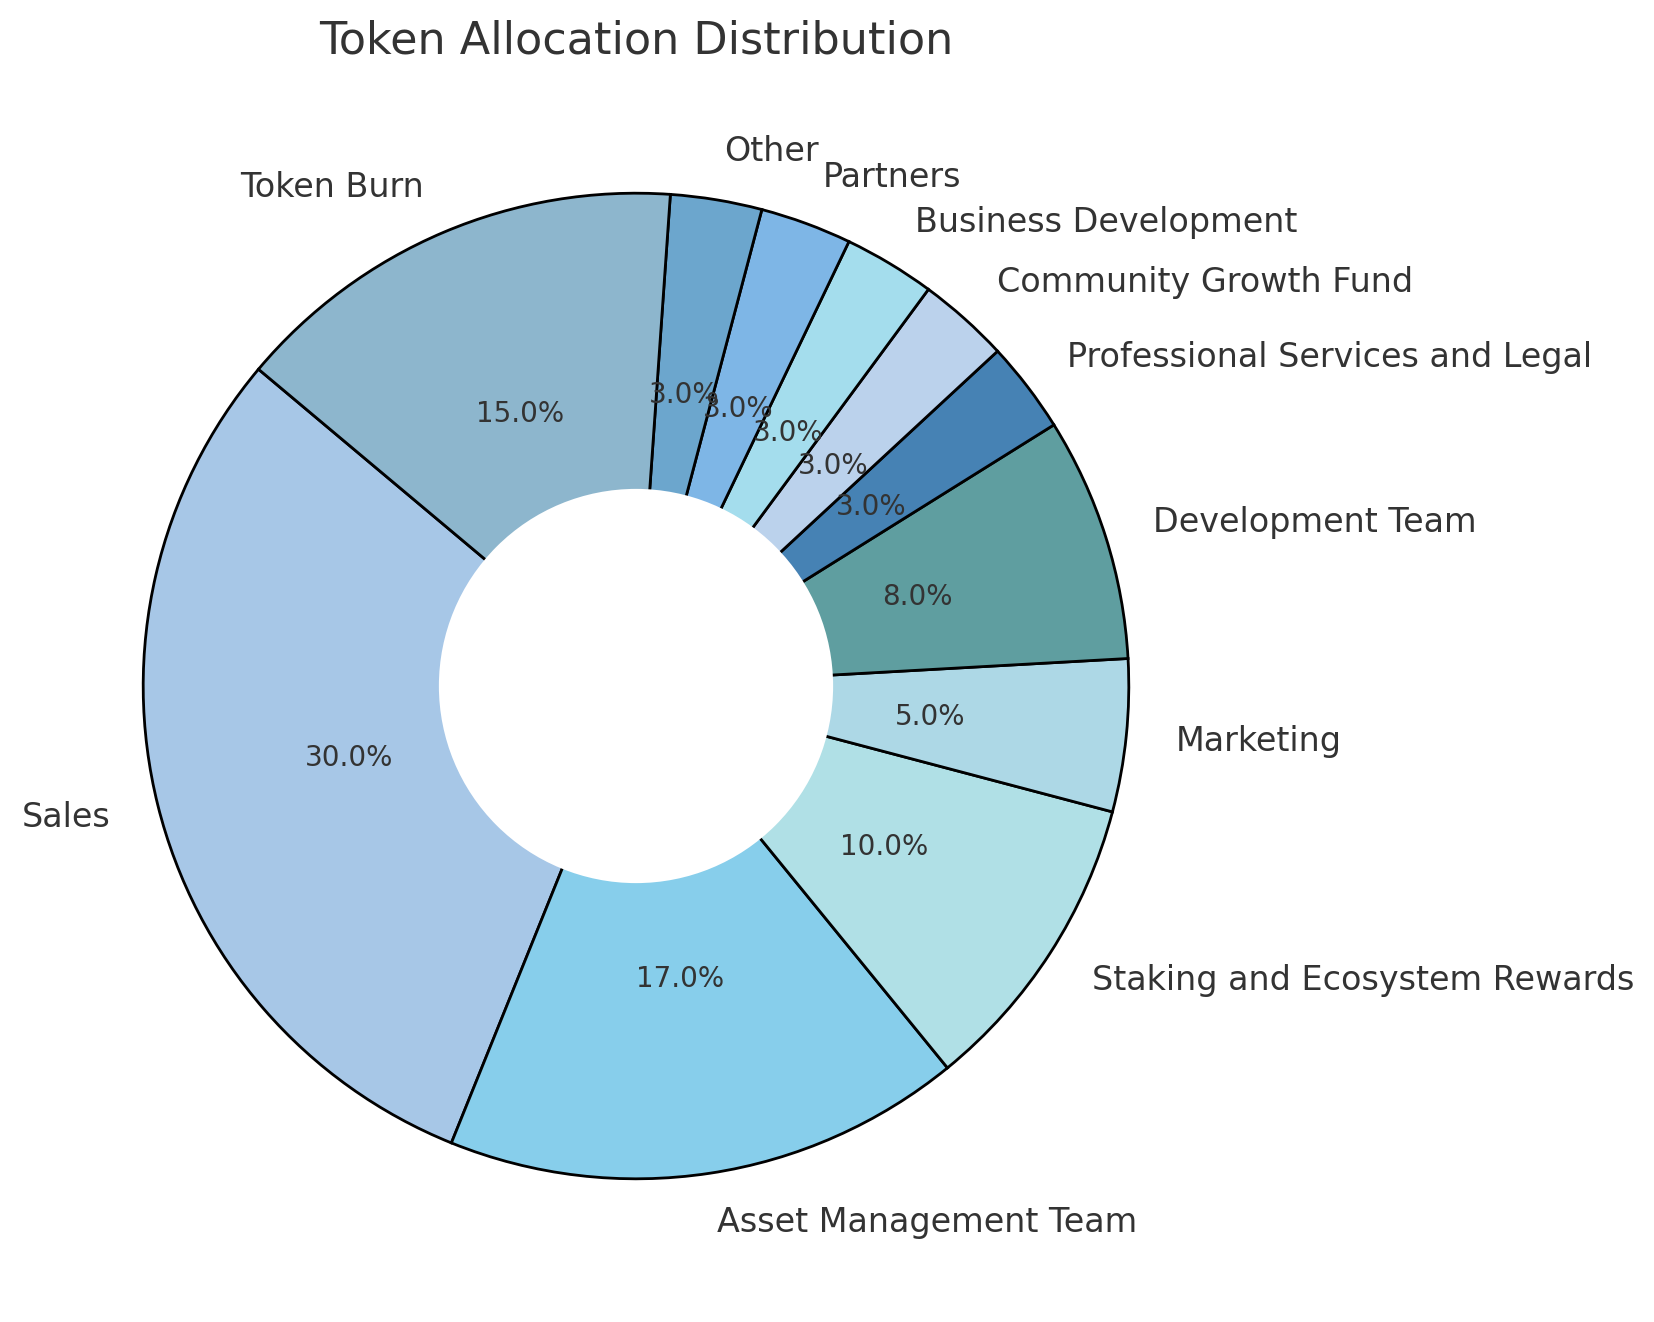 Token Allocation Distribution
Other
Partners
Token Burn
Business Development
Community Growth Fund
Professional Services and Legal
3.0%
3.0%
15.0%
3.0%
3.0%
3.0%
Development Team
8.0%
5.0%
Marketing
30.0%
Sales
10.0%
17.0%
Staking and Ecosystem Rewards
Asset Management Team